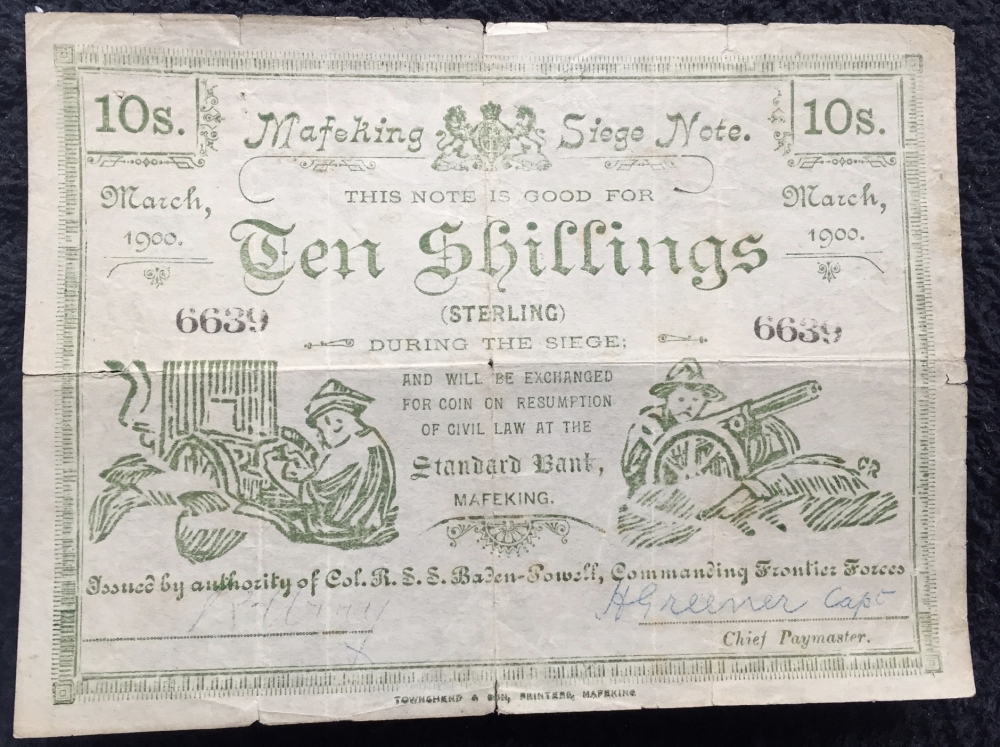 10s. Mafeking Siege Note. 10s.
THIS NOTE IS GOOD FOR
March, 1900.
March, 1900.
Ten Shillings
(STERLING)
6639
6639
DURING THE SIEGE;
AND WILL BE EXCHANGED
FOR COIN ON RESUMPTION
OF CIVIL LAW AT THE
Standard Bank,
MAFEKING.
CR
Issued by authority of Col. R. S. S. Baden-Powell, Commanding Frontier Forces
H Greener Capt
Chief Paymaster.
TOWNSHEND & SON, PRINTERS, MAFEKING